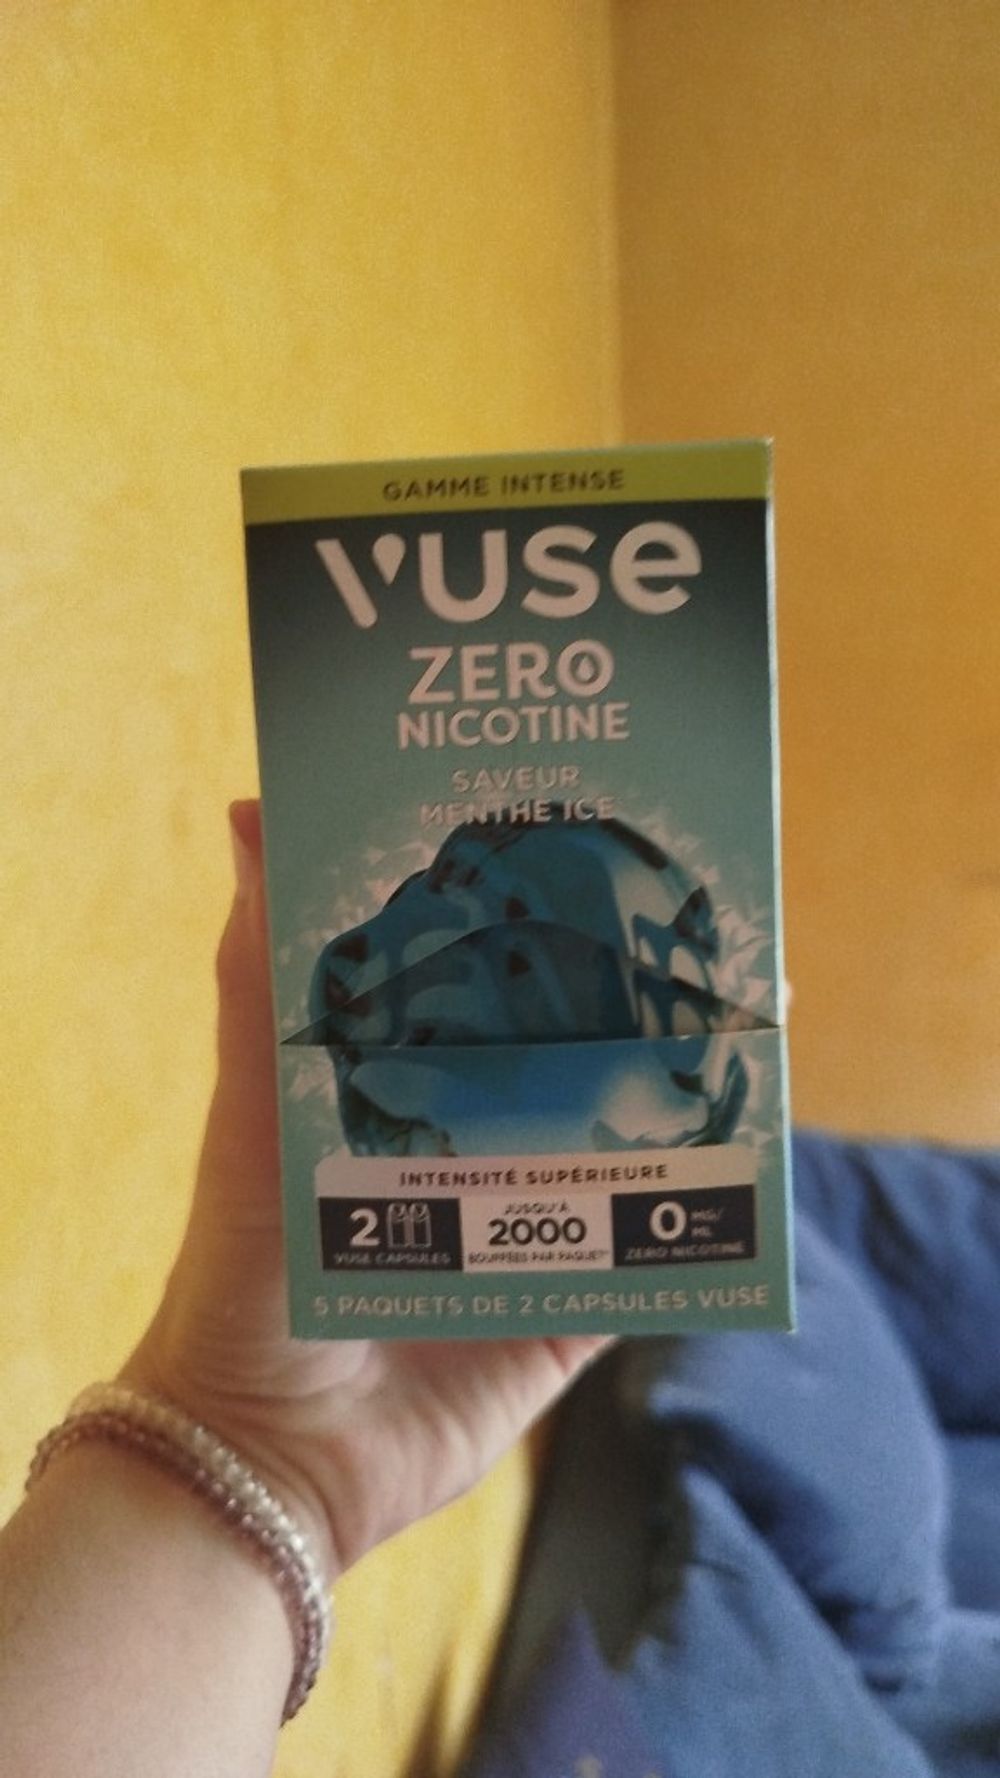 GAMME INTENSE
vuse
ZERO
NICOTINE
SAVEUR
MENTHE ICE
INTENSITÉ SUPÉRIEURE
2
VUSE CAPSULES
JUSQU'À
2000
BOUFFÉES PAR PAQUET*
0 MG/
ML
ZERO NICOTINE
5 PAQUETS DE 2 CAPSULES VUSE